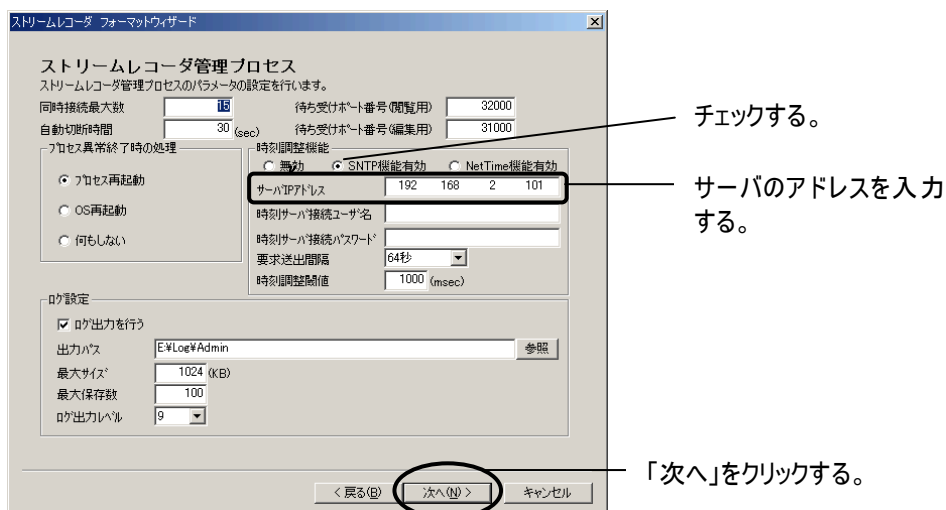 ストリームレコーダ フォーマットウィザード
ストリームレコーダ管理プロセス
ストリームレコーダ管理プロセスのパラメータの設定を行います。
同時接続最大数 15 待ち受けポート番号(閲覧用) 32000
自動切断時間 30 (sec) 待ち受けポート番号(編集用) 31000
プロセス異常終了時の処理
プロセス再起動
OS再起動
何もしない
時刻調整機能
無効 SNTP機能有効 NetTime機能有効
サーバIPアドレス 192 168 2 101
時刻サーバ接続ユーザ名
時刻サーバ接続パスワード
要求送出間隔 64秒
時刻調整閾値 1000 (msec)
ログ設定
ログ出力を行う
出力パス E:¥Log¥Admin 参照
最大サイズ 1024 (KB)
最大保存数 100
ログ出力レベル 9
< 戻る(B) 次へ(N) > キャンセル
チェックする。
サーバのアドレスを入力
する。
「次へ」をクリックする。